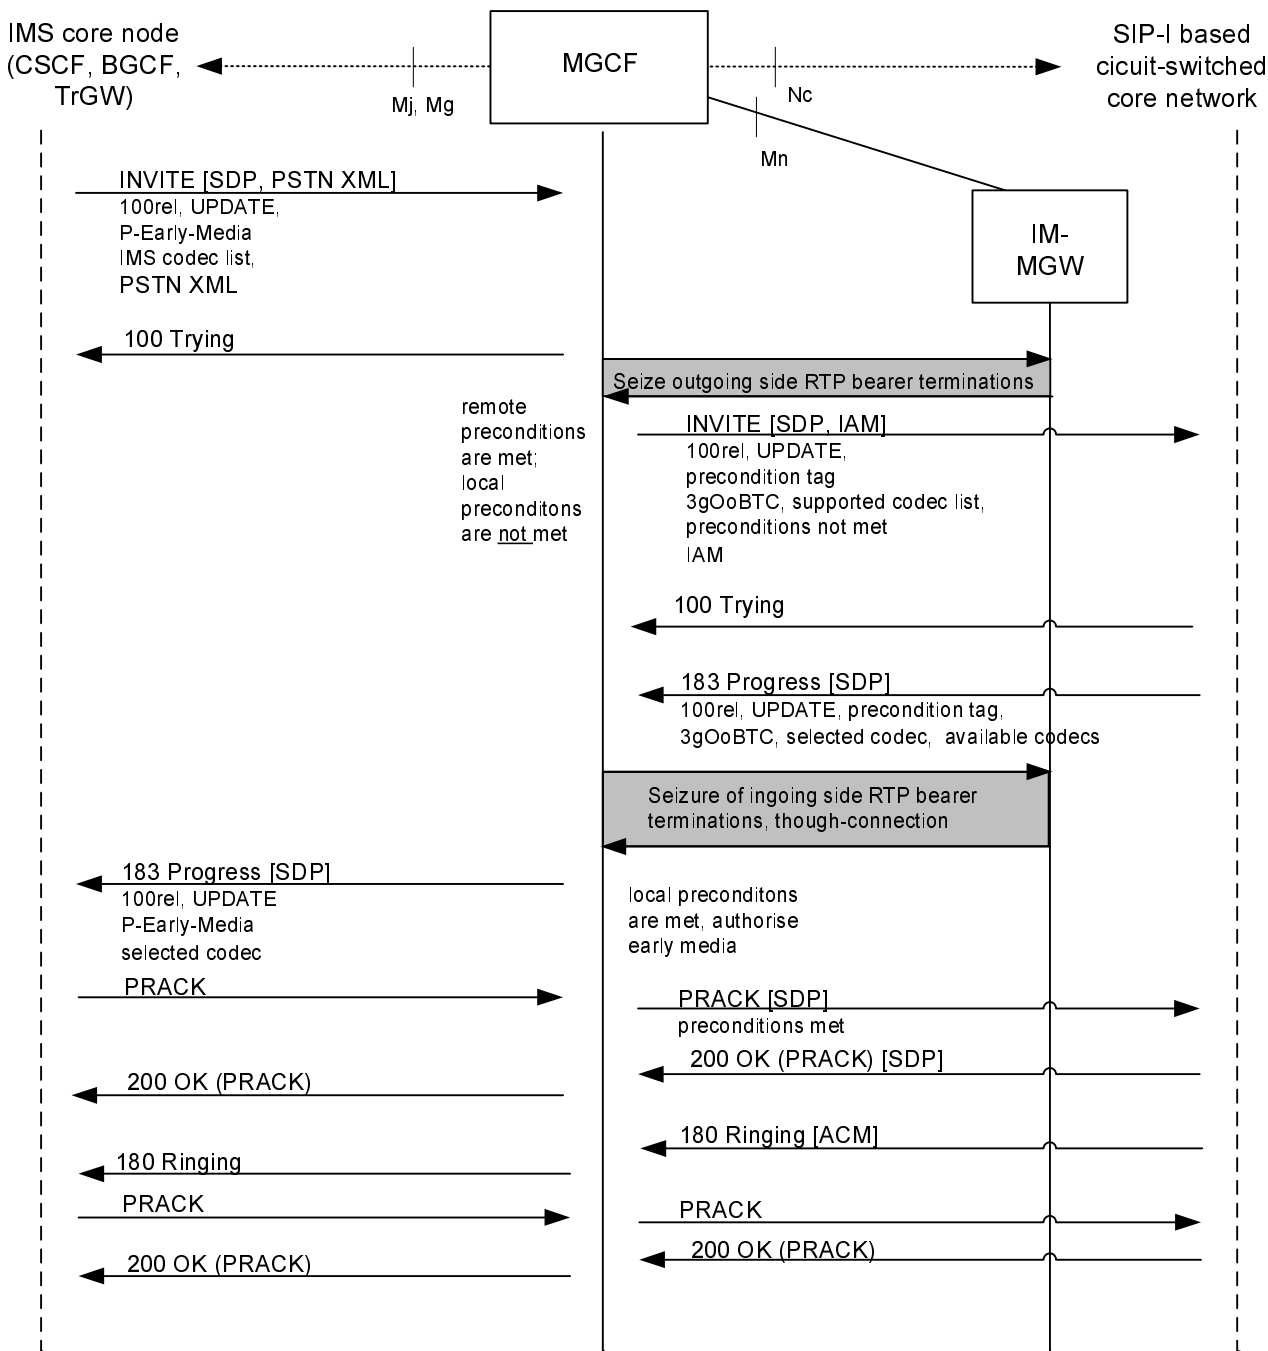 IMS core node
(CSCF, BGCF,
TrGW)
MGCF
SIP-I based
cicuit-switched
core network
Mj, Mg
Nc
Mn
INVITE [SDP, PSTN XML]
100rel, UPDATE,
P-Early-Media
IMS codec list,
PSTN XML
IM-
MGW
100 Trying
Seize outgoing side RTP bearer terminations
remote
preconditions
are met;
local
preconditons
are not met
INVITE [SDP, IAM]
100rel, UPDATE,
precondition tag
3gOoBTC, supported codec list,
preconditions not met
IAM
100 Trying
183 Progress [SDP]
100rel, UPDATE, precondition tag,
3gOoBTC, selected codec, available codecs
Seizure of ingoing side RTP bearer
terminations, though-connection
183 Progress [SDP]
100rel, UPDATE
P-Early-Media
selected codec
local preconditons
are met, authorise
early media
PRACK
PRACK [SDP]
preconditions met
200 OK (PRACK) [SDP]
200 OK (PRACK)
180 Ringing [ACM]
180 Ringing
PRACK
PRACK
200 OK (PRACK)
200 OK (PRACK)